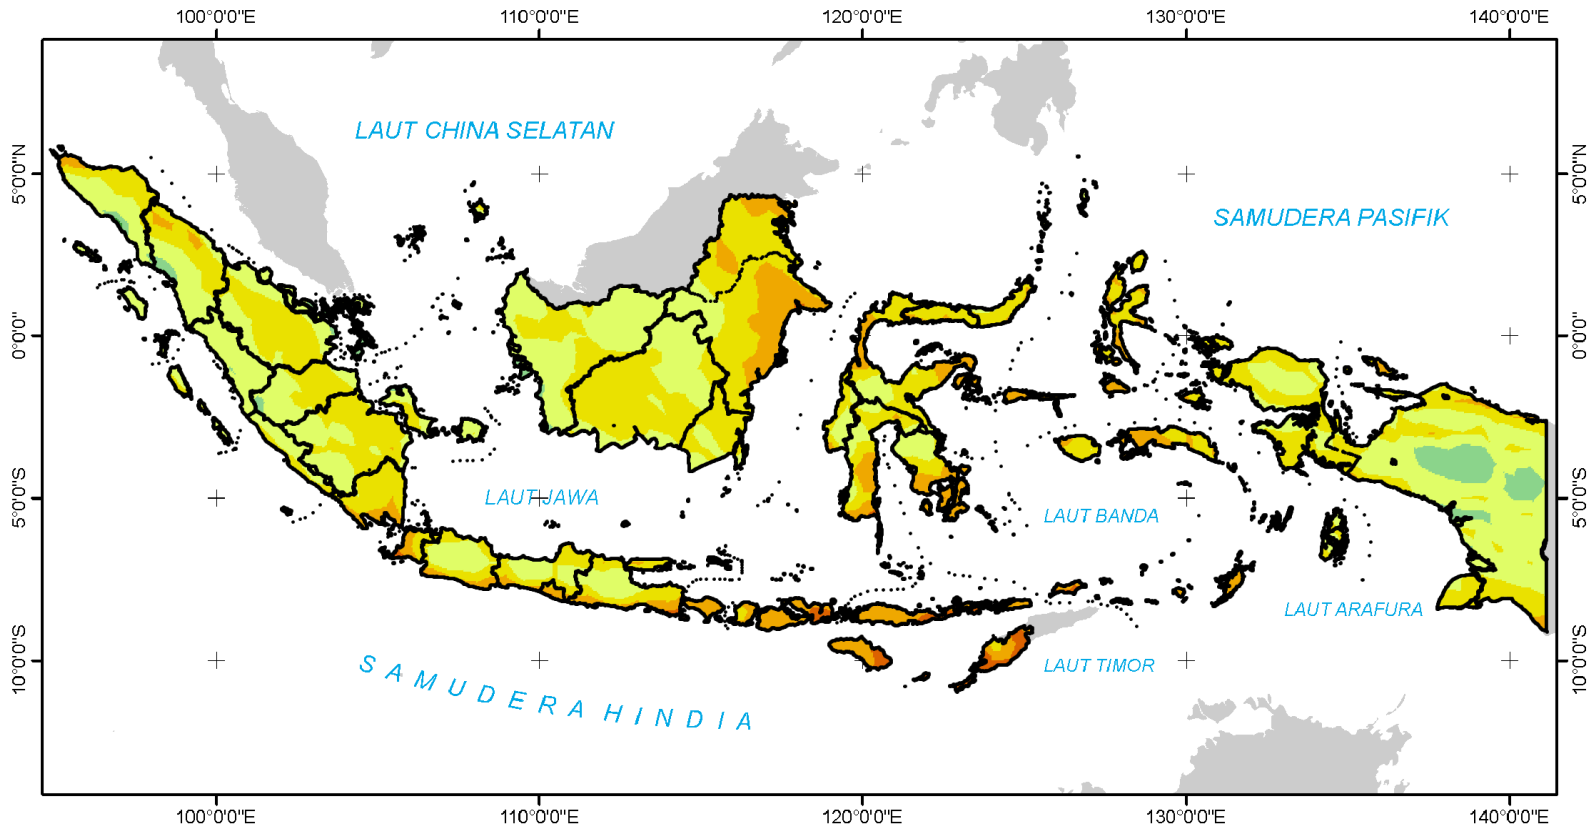 100°0'0"E 110°0'0"E 120°0'0"E 130°0'0"E 140°0'0"E
LAUT CHINA SELATAN
5°0'0"N 5°0'0"N
SAMUDERA PASIFIK
0°0'0" 0°0'0"
LAUT JAWA
5°0'0"S 5°0'0"S
LAUT BANDA
LAUT ARAFURA
10°0'0"S 10°0'0"S
LAUT TIMOR
SAMUDERA HINDIA
100°0'0"E 110°0'0"E 120°0'0"E 130°0'0"E 140°0'0"E